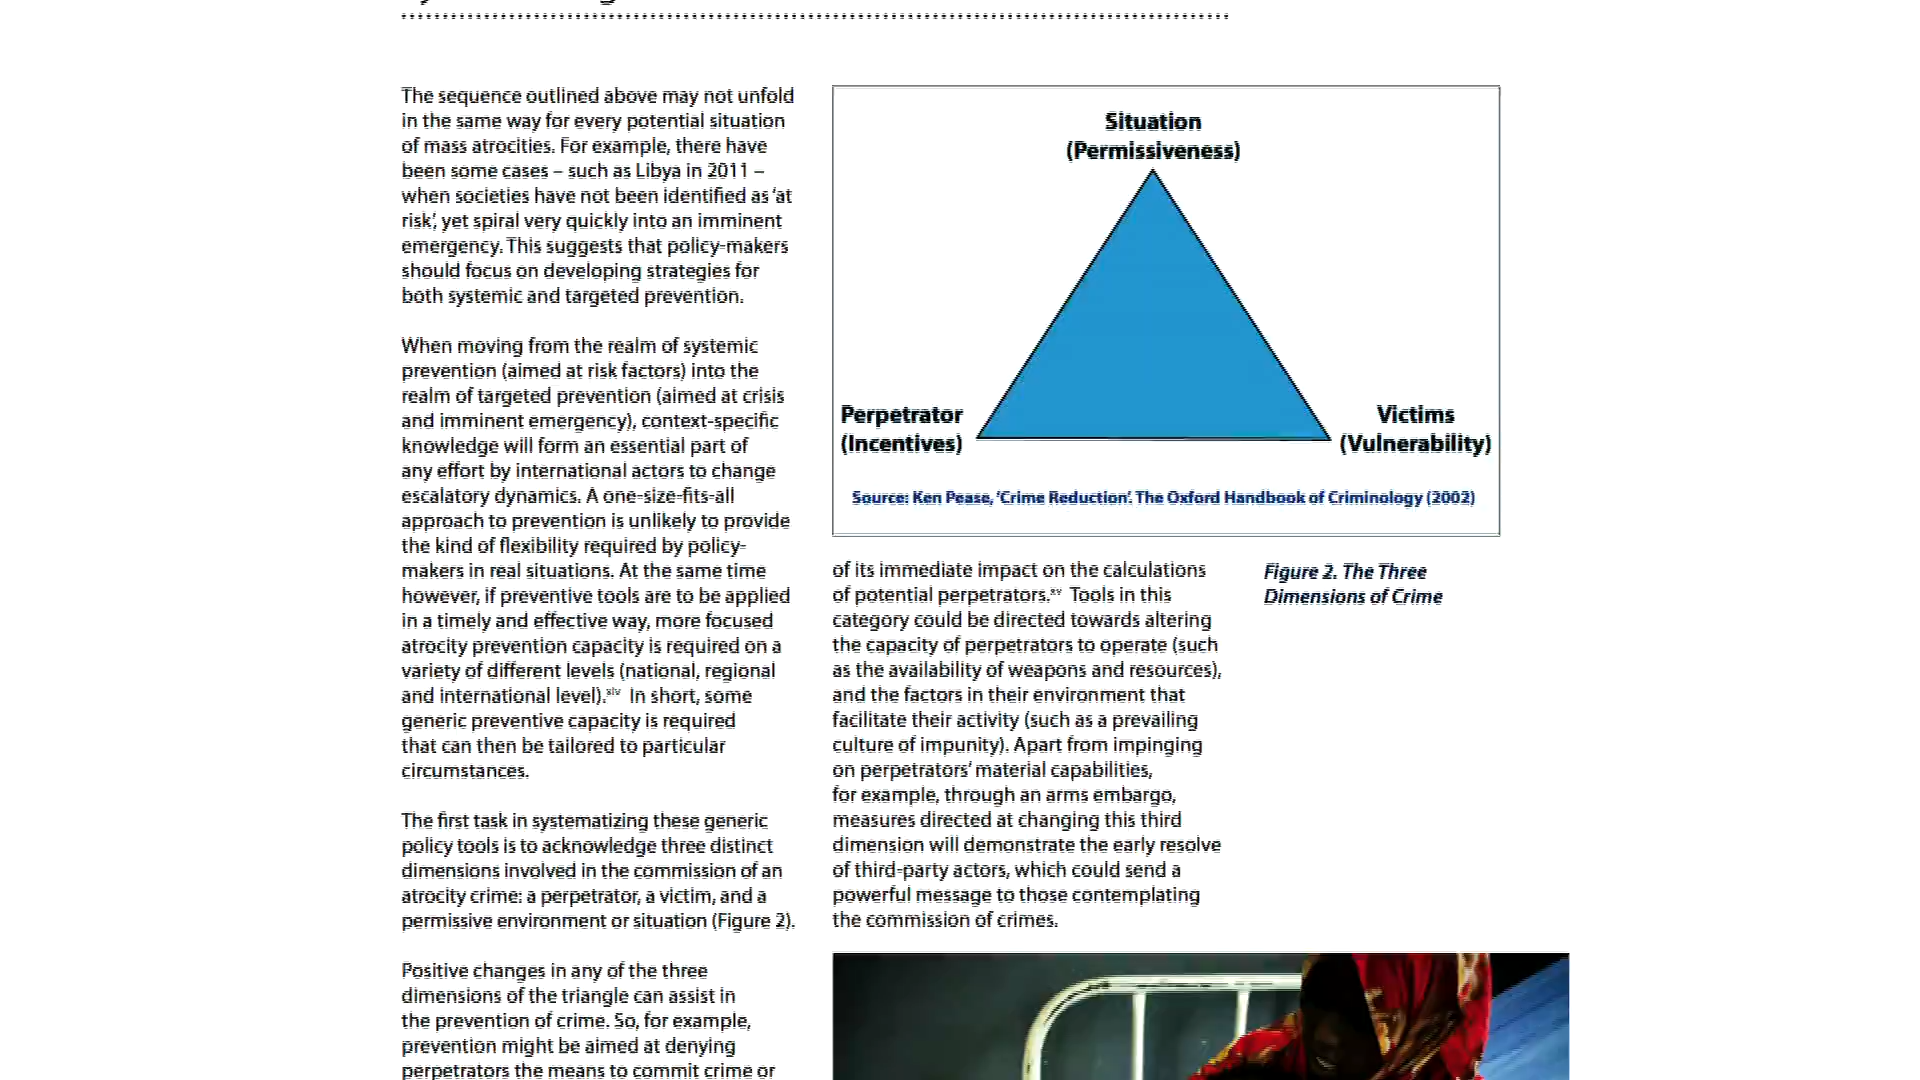 The sequence outlined above may not unfold
in the same way for every potential situation
of mass atrocities. For example, there have
been some cases – such as Libya in 2011 –
when societies have not been identified as ‘at
risk’, yet spiral very quickly into an imminent
emergency. This suggests that policy-makers
should focus on developing strategies for
both systemic and targeted prevention.
When moving from the realm of systemic
prevention (aimed at risk factors) into the
realm of targeted prevention (aimed at crisis
and imminent emergency), context-specific
knowledge will form an essential part of
any effort by international actors to change
escalatory dynamics. A one-size-fits-all
approach to prevention is unlikely to provide
the kind of flexibility required by policy-
makers in real situations. At the same time
however, if preventive tools are to be applied
in a timely and effective way, more focused
atrocity prevention capacity is required on a
variety of different levels (national, regional
and international level).xiv In short, some
generic preventive capacity is required
that can then be tailored to particular
circumstances.
The first task in systematizing these generic
policy tools is to acknowledge three distinct
dimensions involved in the commission of an
atrocity crime: a perpetrator, a victim, and a
permissive environment or situation (Figure 2).
Positive changes in any of the three
dimensions of the triangle can assist in
the prevention of crime. So, for example,
prevention might be aimed at denying
perpetrators the means to commit crime or
Situation
(Permissiveness)
Perpetrator
(Incentives)
Victims
(Vulnerability)
Source: Ken Pease, ‘Crime Reduction’. The Oxford Handbook of Criminology (2002)
of its immediate impact on the calculations
of potential perpetrators.xv Tools in this
category could be directed towards altering
the capacity of perpetrators to operate (such
as the availability of weapons and resources),
and the factors in their environment that
facilitate their activity (such as a prevailing
culture of impunity). Apart from impinging
on perpetrators’ material capabilities,
for example, through an arms embargo,
measures directed at changing this third
dimension will demonstrate the early resolve
of third-party actors, which could send a
powerful message to those contemplating
the commission of crimes.
Figure 2. The Three
Dimensions of Crime